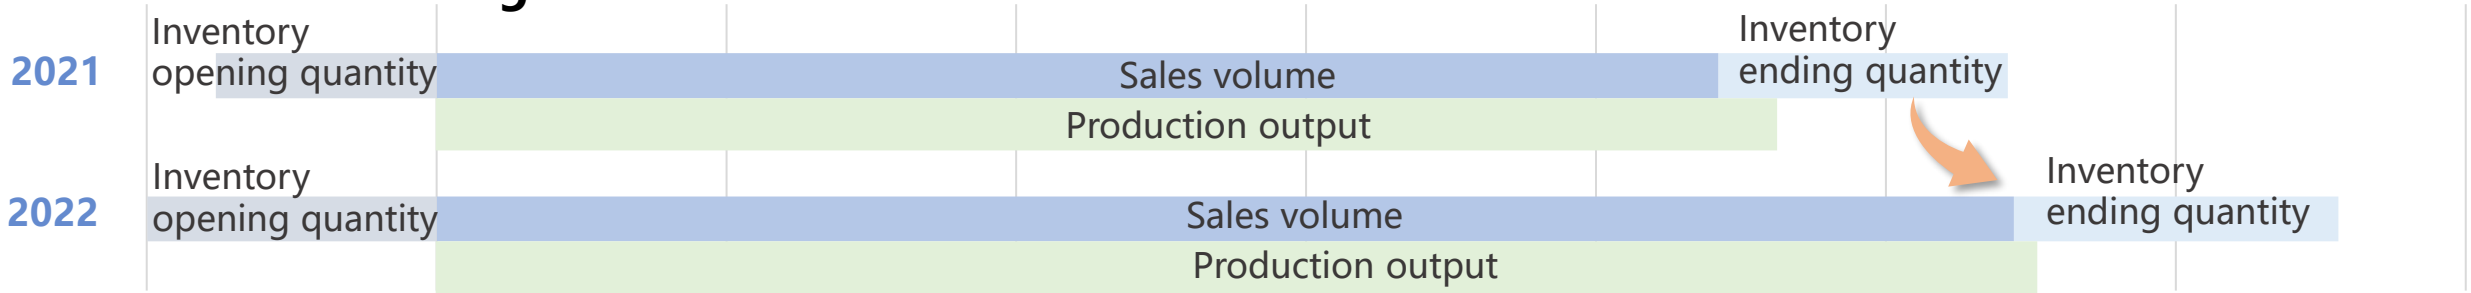 Inventory
opening quantity
2021
Sales volume
Inventory
ending quantity
Production output
Inventory
opening quantity
2022
Sales volume
Inventory
ending quantity
Production output